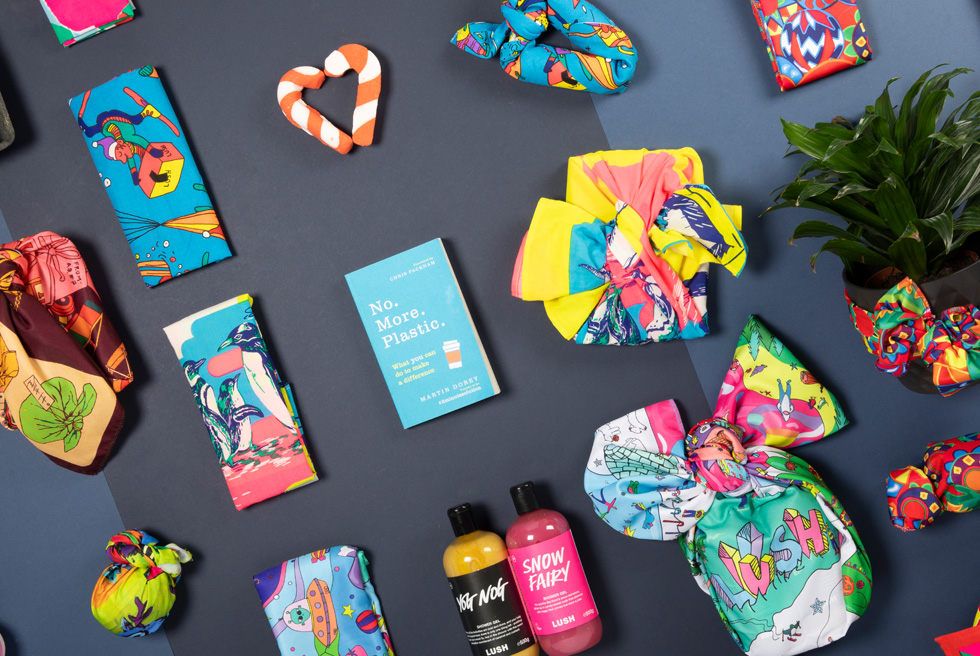 CHRIS PACKHAM
No.
More.
Plastic.
What you can
do to make
a difference
MARTIN DOREY
YOG NOG
SHOWER GEL
LUSH
SNOW
FAIRY
SHOWER GEL
LUSH
LUSH